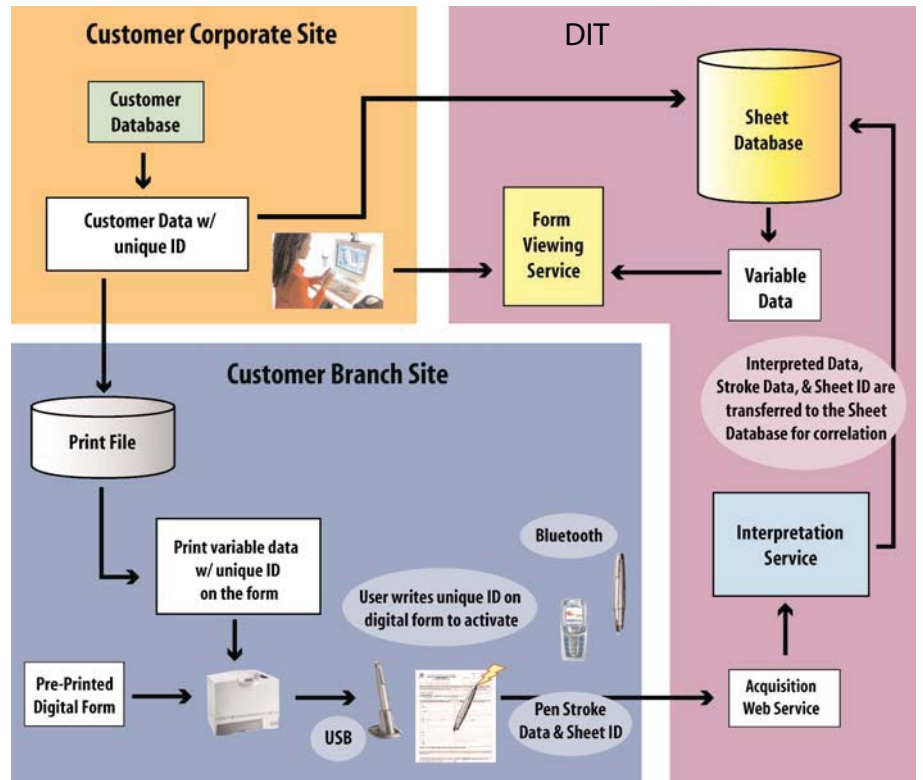 Customer Corporate Site
DIT
Customer
Database
Sheet
Database
Customer Data w/
unique ID
Form
Viewing
Service
Variable
Data
Customer Branch Site
Interpreted Data,
Stroke Data, & Sheet ID are
transferred to the Sheet
Database for correlation
Print File
Print variable data
w/ unique ID
on the form
Bluetooth
Interpretation
Service
User writes unique ID on
digital form to activate
Pre-Printed
Digital Form
USB
Pen Stroke
Data & Sheet ID
Acquisition
Web Service